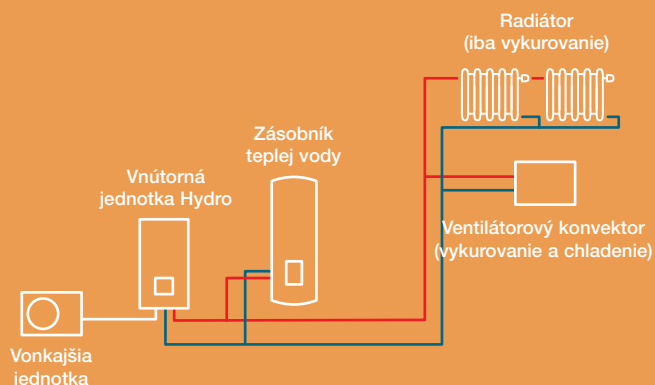 Radiátor
(iba vykurovanie)
Zásobník
teplej vody
Vnútorná
jednotka Hydro
Ventilátorový konvektor
(vykurovanie a chladenie)
Vonkajšia
jednotka